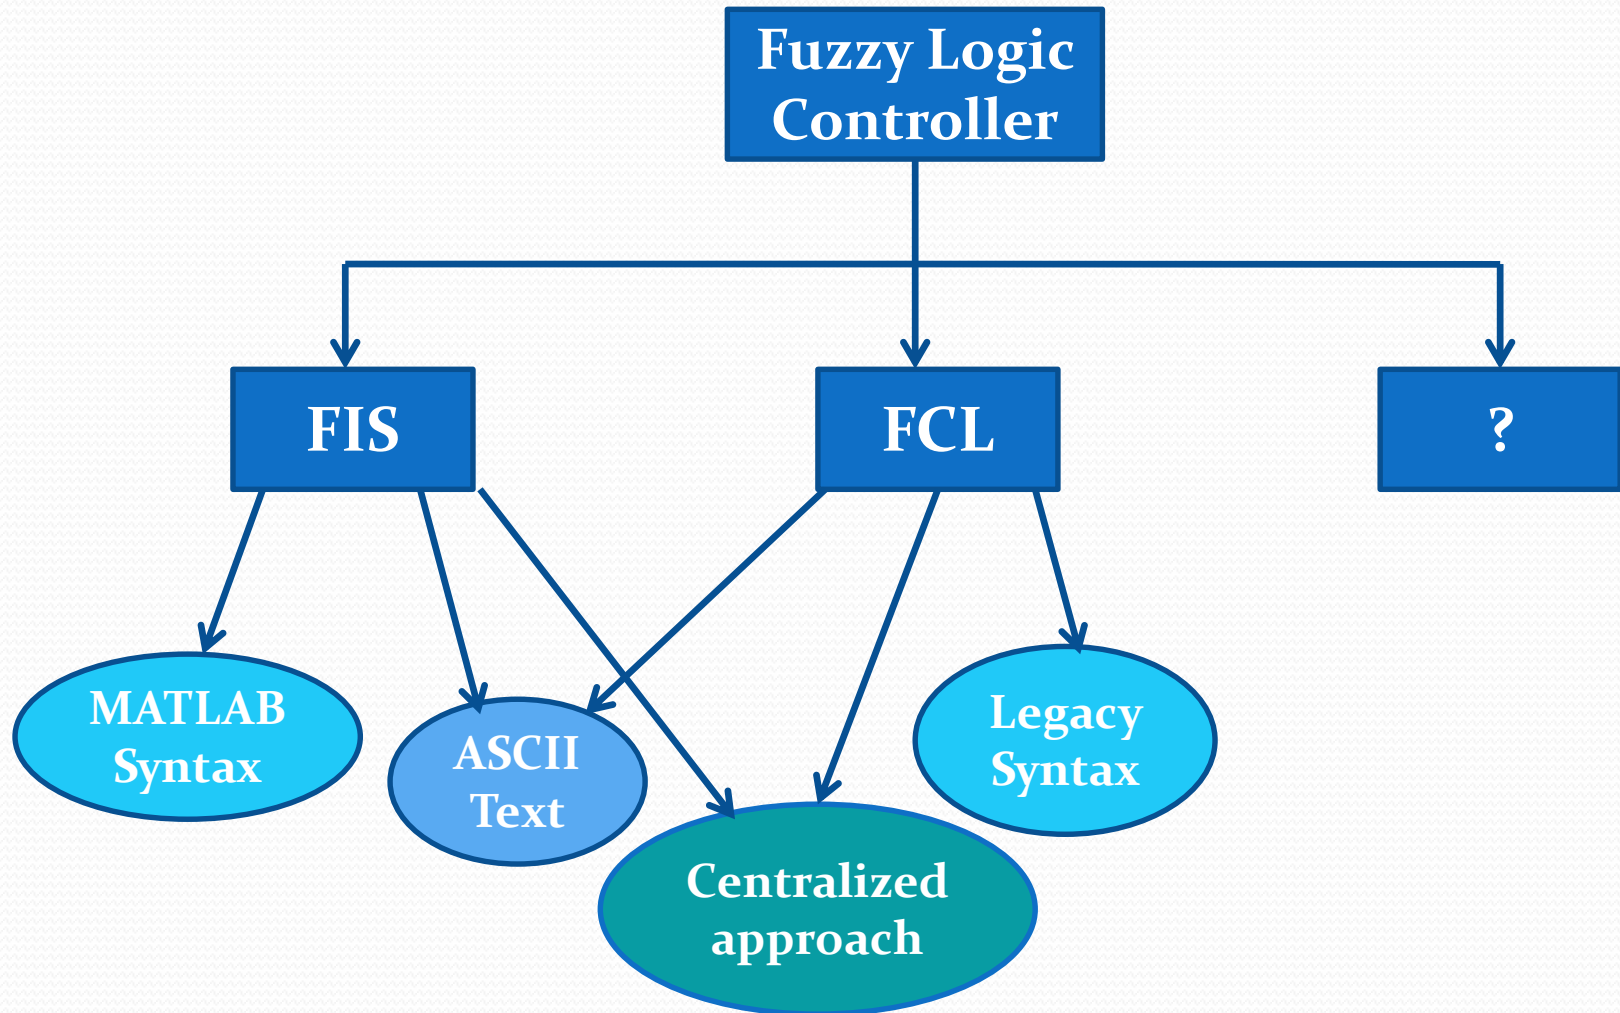 Fuzzy Logic
Controller
FIS
FCL
?
MATLAB
Syntax
ASCII
Text
Centralized
approach
Legacy
Syntax